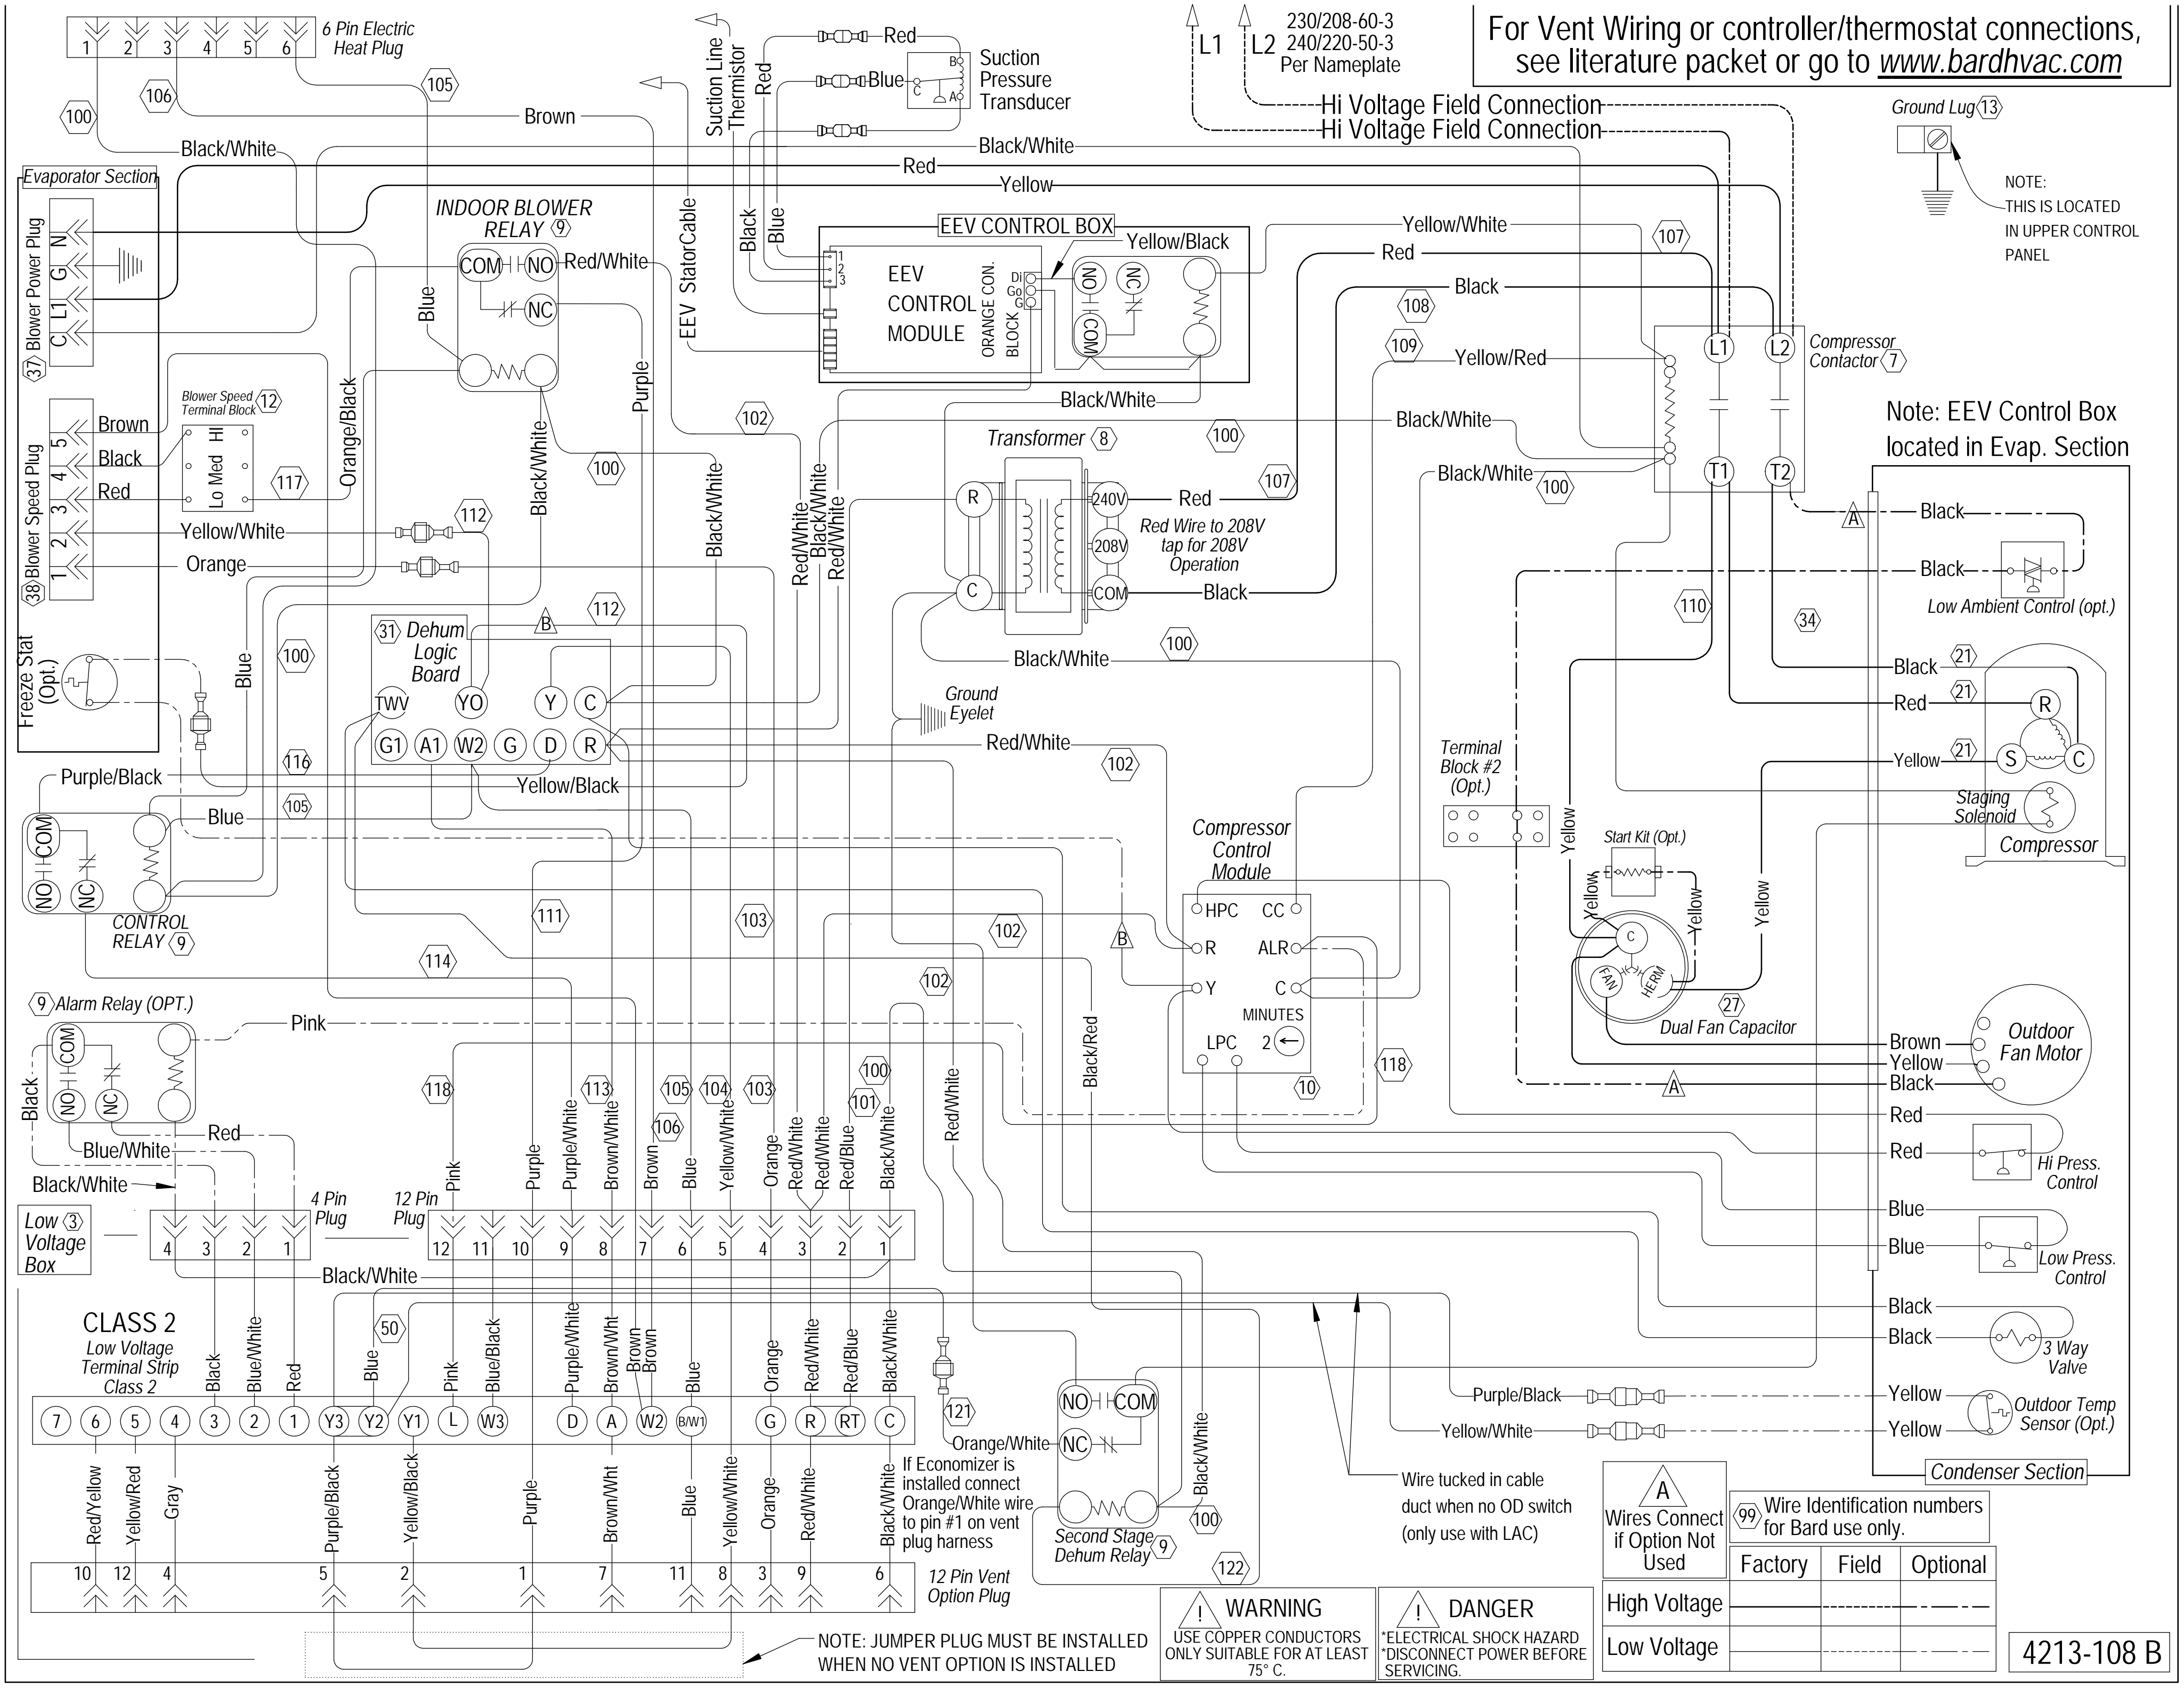 6 Pin Electric
Heat Plug
1 2 3 4 5 6
100
106
105
Brown
Black/White
Suction Line
Thermistor
Red
Blue
Suction
Pressure
Transducer
B
C
A
Red
Black
Blue
L1
L2
230/208-60-3
240/220-50-3
Per Nameplate
Hi Voltage Field Connection
Hi Voltage Field Connection
For Vent Wiring or controller/thermostat connections,
see literature packet or go to www.bardhvac.com
Ground Lug 13
NOTE:
THIS IS LOCATED
IN UPPER CONTROL
PANEL
Black/White
Red
Yellow
Evaporator Section
37 Blower Power Plug
N
G
L1
C
INDOOR BLOWER
RELAY 9
COM
NO
NC
Red/White
Blue
Purple
EEV StatorCable
EEV CONTROL BOX
Yellow/Black
1
2
3
EEV
CONTROL
MODULE
ORANGE CON.
BLOCK
Di
Go
G
NO
NC
COM
Yellow/White
107
Red
Black
108
109
Yellow/Red
L1
L2
Compressor
Contactor 7
T1
T2
Black/White
Black/White
100
Black/White
100
38 Blower Speed Plug
5
4
3
2
1
Brown
Black
Red
Yellow/White
Orange
Blower Speed
Terminal Block 12
Lo Med HI
117
112
Orange/Black
Black/White
100
Black/White
102
Red/White
Black/White
Red/White
Transformer 8
R
C
240V
208V
COM
Red
107
Red Wire to 208V
tap for 208V
Operation
Black
Black/White
100
Note: EEV Control Box
located in Evap. Section
Black
A
Black
Low Ambient Control (opt.)
110
34
Black 21
Red 21
Yellow 21
R
S
C
Staging
Solenoid
Compressor
Freeze Stat
(Opt.)
100
Blue
31 Dehum
Logic
Board
B
112
TWV
YO
Y
C
G1
A1
W2
G
D
R
Ground
Eyelet
Red/White
102
116
Purple/Black
Yellow/Black
105
Blue
COM
NO
NC
CONTROL
RELAY 9
Terminal
Block #2
(Opt.)
Yellow
Start Kit (Opt.)
Yellow
Yellow
Yellow
C
FAN
HERM
27
Dual Fan Capacitor
Compressor
Control
Module
HPC
CC
R
ALR
Y
C
MINUTES
2
LPC
10
B
118
111
103
102
114
102
9 Alarm Relay (OPT.)
COM
NO
NC
Pink
Black
Red
Blue/White
Black/White
118
113
105
104
103
100
101
106
Pink
Purple
Purple/White
Brown/White
Brown
Blue
Yellow/White
Orange
Red/White
Red/White
Red/Blue
Black/White
Red/White
Black/Red
Outdoor
Fan Motor
Brown
Yellow
Black
A
Red
Red
Hi Press.
Control
Blue
Blue
Low Press.
Control
Black
Black
3 Way
Valve
Yellow
Yellow
Outdoor Temp
Sensor (Opt.)
Condenser Section
Low 3
Voltage
Box
4 Pin
Plug
12 Pin
Plug
4 3 2 1
12 11 10 9 8 7 6 5 4 3 2 1
Black/White
CLASS 2
Low Voltage
Terminal Strip
Class 2
Black
Blue/White
Red
Blue
50
Pink
Blue/Black
Purple/White
Brown/Wht
Brown
Brown
Blue
Orange
Red/White
Red/Blue
Black/White
7 6 5 4 3 2 1 Y3 Y2 Y1 L W3 D A W2 B/W1 G R RT C
121
Orange/White
If Economizer is
installed connect
Orange/White wire
to pin #1 on vent
plug harness
NO
COM
NC
Black/White
100
Second Stage
Dehum Relay 9
122
Purple/Black
Yellow/White
Wire tucked in cable
duct when no OD switch
(only use with LAC)
Red/Yellow
Yellow/Red
Gray
Purple/Black
Yellow/Black
Purple
Brown/Wht
Blue
Yellow/White
Orange
Red/White
Black/White
10 12 4 5 2 1 7 11 8 3 9 6
12 Pin Vent
Option Plug
NOTE: JUMPER PLUG MUST BE INSTALLED
WHEN NO VENT OPTION IS INSTALLED
! WARNING
USE COPPER CONDUCTORS
ONLY SUITABLE FOR AT LEAST
75° C.
! DANGER
*ELECTRICAL SHOCK HAZARD
*DISCONNECT POWER BEFORE
SERVICING.
A
Wires Connect
if Option Not
Used
99 Wire Identification numbers
for Bard use only.
Factory Field Optional
High Voltage
Low Voltage
4213-108 B